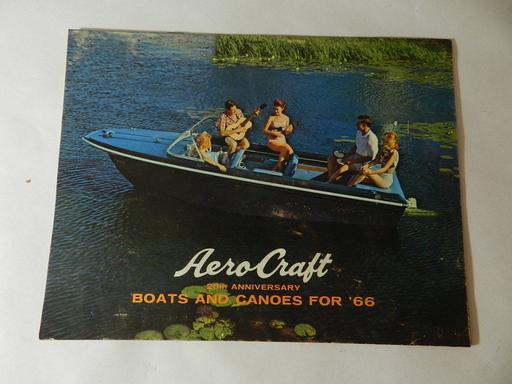 AeroCraft
20th ANNIVERSARY
BOATS AND CANOES FOR '66